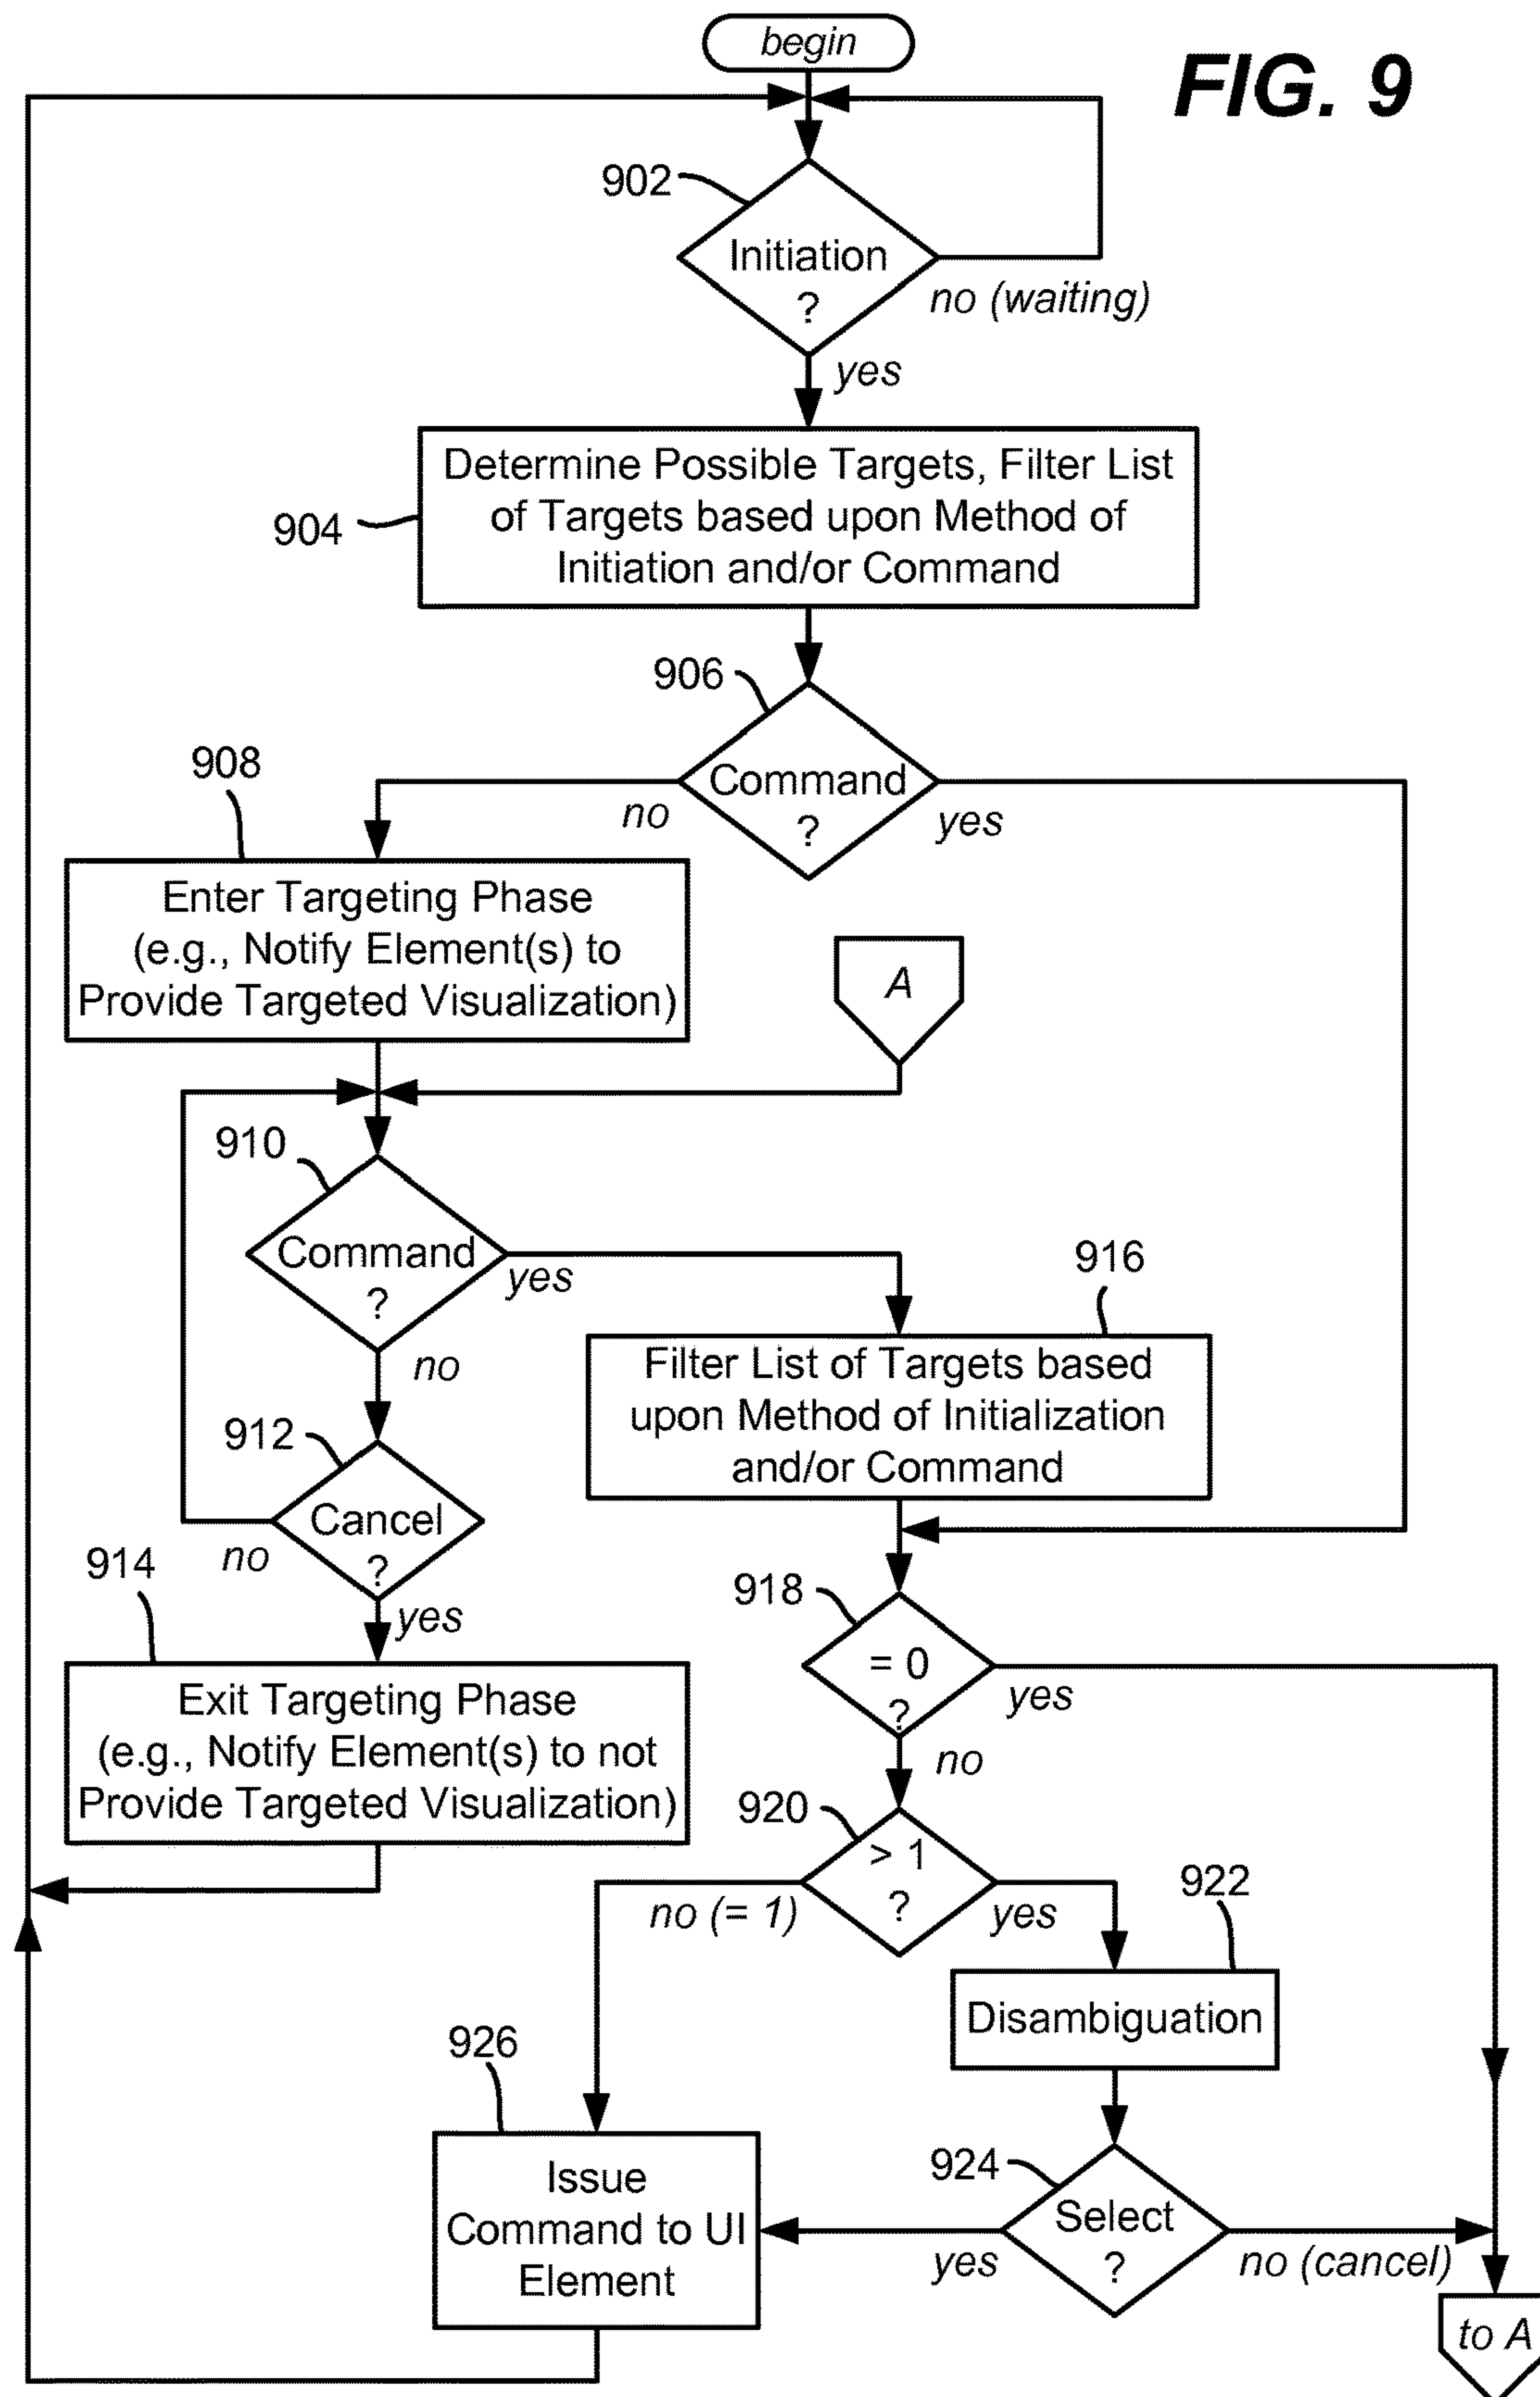 begin
FIG. 9
902
Initiation
?
no (waiting)
yes
904
Determine Possible Targets, Filter List
of Targets based upon Method of
Initiation and/or Command
906
Command
?
no
yes
908
Enter Targeting Phase
(e.g., Notify Element(s) to
Provide Targeted Visualization)
A
910
Command
?
yes
no
916
Filter List of Targets based
upon Method of Initialization
and/or Command
912
Cancel
?
no
yes
914
Exit Targeting Phase
(e.g., Notify Element(s) to not
Provide Targeted Visualization)
918
= 0
?
yes
no
920
> 1
?
no (= 1)
yes
922
Disambiguation
924
Select
?
yes
no (cancel)
926
Issue
Command to UI
Element
to A